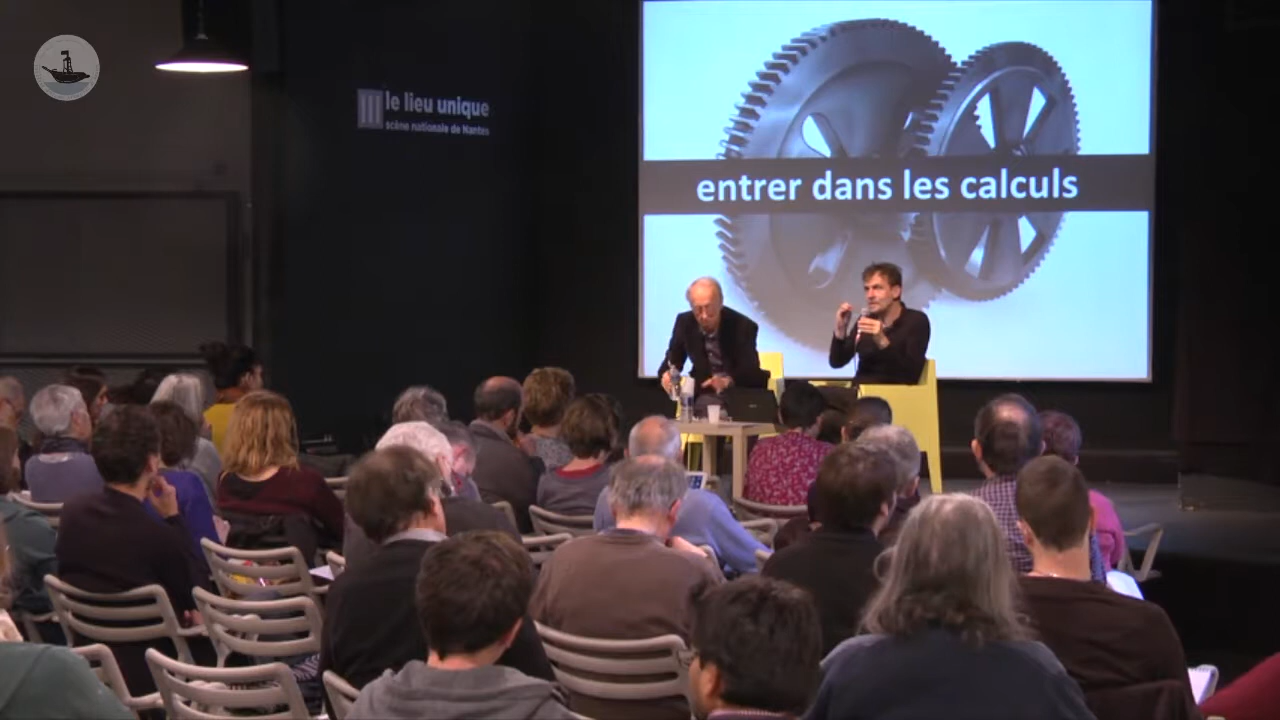 le lieu unique
scène nationale de Nantes
entrer dans les calculs